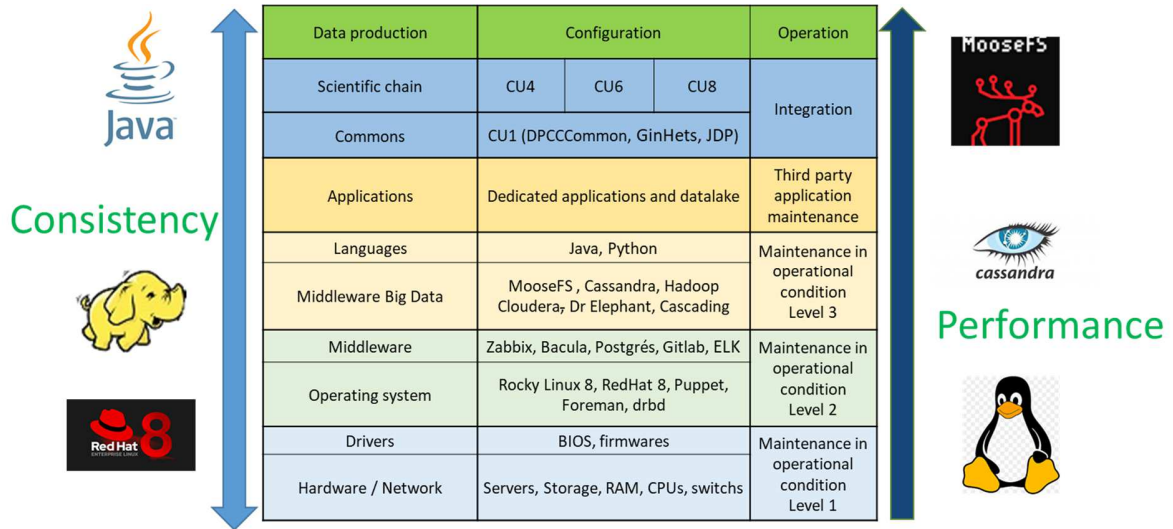 Java
Consistency
Red Hat
ENTERPRISE LINUX
8
Data production
Configuration
Operation
Scientific chain
CU4
CU6
CU8
Integration
Commons
CU1 (DPCCCommon, GinHets, JDP)
Applications
Dedicated applications and datalake
Third party
application
maintenance
Languages
Java, Python
Maintenance in
operational
condition
Level 3
Middleware Big Data
MooseFS , Cassandra, Hadoop
Cloudera, Dr Elephant, Cascading
Middleware
Zabbix, Bacula, Postgrés, Gitlab, ELK
Maintenance in
operational
condition
Level 2
Operating system
Rocky Linux 8, RedHat 8, Puppet,
Foreman, drbd
Drivers
BIOS, firmwares
Maintenance in
operational
condition
Level 1
Hardware / Network
Servers, Storage, RAM, CPUs, switchs
MooseFS
cassandra
Performance